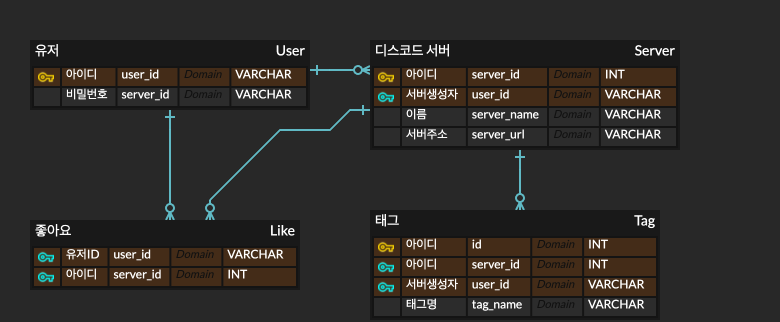 유저 User
아이디 user_id Domain VARCHAR
비밀번호 server_id Domain VARCHAR
디스코드 서버 Server
아이디 server_id Domain INT
서버생성자 user_id Domain VARCHAR
이름 server_name Domain VARCHAR
서버주소 server_url Domain VARCHAR
좋아요 Like
유저ID user_id Domain VARCHAR
아이디 server_id Domain INT
태그 Tag
아이디 id Domain INT
아이디 server_id Domain INT
서버생성자 user_id Domain VARCHAR
태그명 tag_name Domain VARCHAR